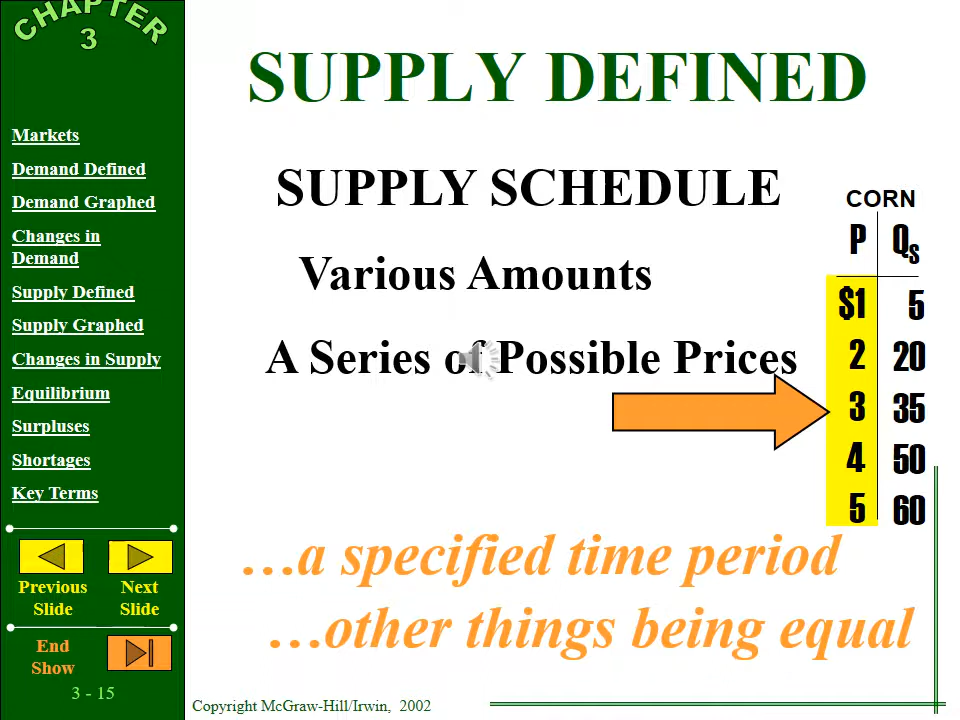 CHAPTER
3
Markets
Demand Defined
Demand Graphed
Changes in
Demand
Supply Defined
Supply Graphed
Changes in Supply
Equilibrium
Surpluses
Shortages
Key Terms
Previous
Slide
Next
Slide
End
Show
3 - 15
SUPPLY DEFINED
SUPPLY SCHEDULE
Various Amounts
A Series of Possible Prices
CORN
P Qs
$1 5
2 20
3 35
4 50
5 60
…a specified time period
…other things being equal
Copyright McGraw-Hill/Irwin, 2002